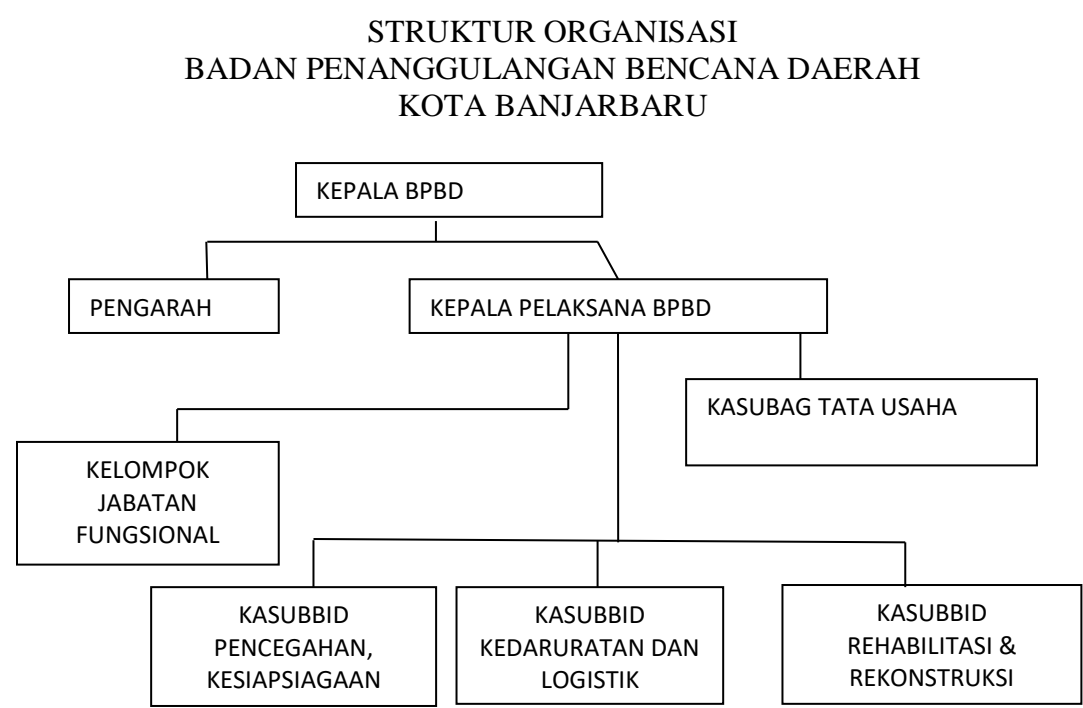 STRUKTUR ORGANISASI
BADAN PENANGGULANGAN BENCANA DAERAH
KOTA BANJARBARU
KEPALA BPBD
PENGARAH
KEPALA PELAKSANA BPBD
KASUBAG TATA USAHA
KELOMPOK
JABATAN
FUNGSIONAL
KASUBBID
PENCEGAHAN,
KESIAPSIAGAAN
KASUBBID
KEDARURATAN DAN
LOGISTIK
KASUBBID
REHABILITASI &
REKONSTRUKSI